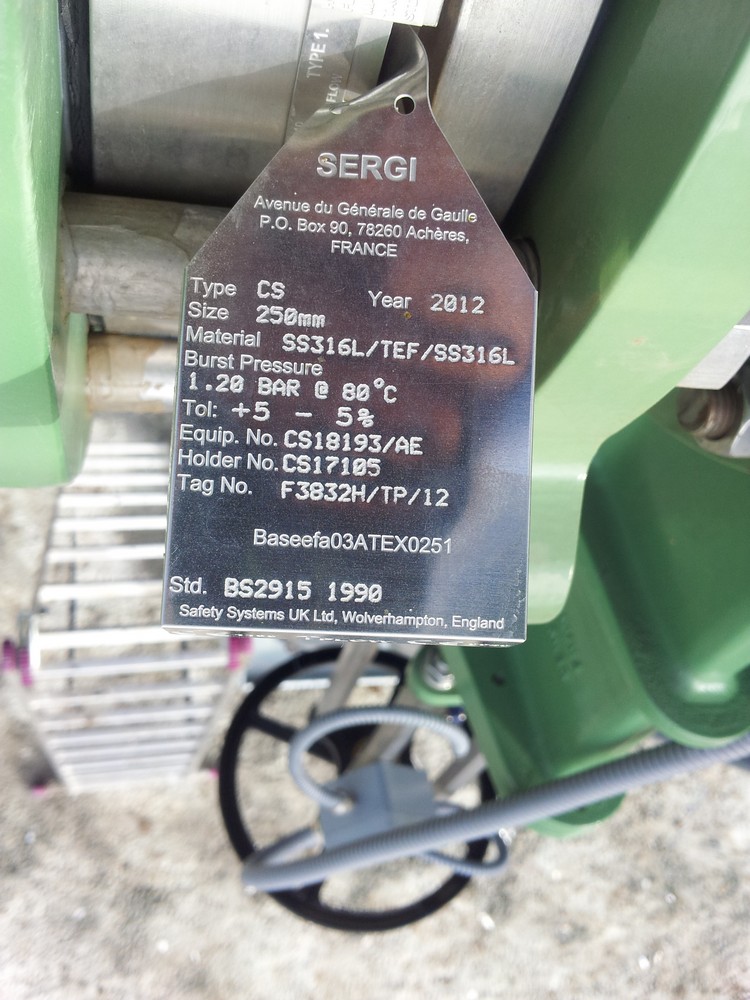 TYPE 1.
FLOW
SERGI
Avenue du Générale de Gaulle
P.O. Box 90, 78260 Achères,
FRANCE
Type CS Year 2012
Size 250mm
Material SS316L/TEF/SS316L
Burst Pressure
1.20 BAR @ 80°C
Tol: +5 - 5%
Equip. No. CS18193/AE
Holder No. CS17105
Tag No. F3832H/TP/12
Baseefa03ATEX0251
Std. BS2915 1990
Safety Systems UK Ltd, Wolverhampton, England